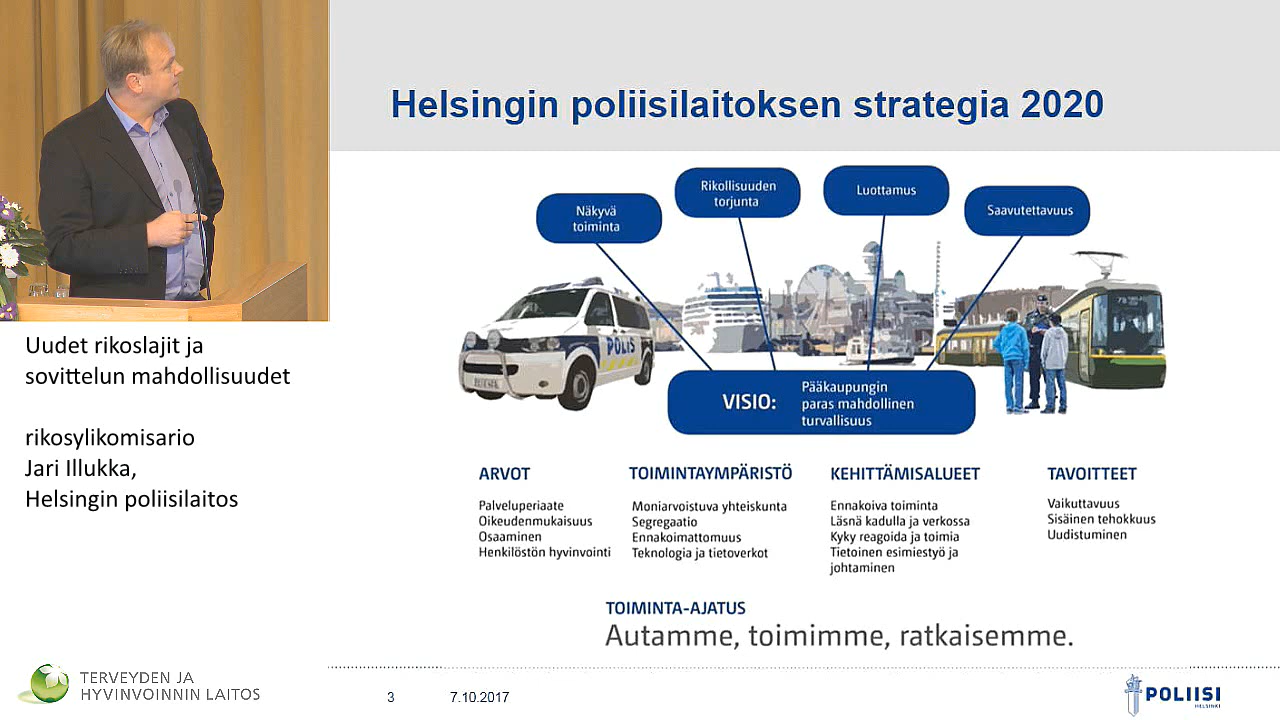 Helsingin poliisilaitoksen strategia 2020
Näkyvä
toiminta
Rikollisuuden
torjunta
Luottamus
Saavutettavuus
POLIS
VISIO:
Pääkaupungin
paras mahdollinen
turvallisuus
ARVOT
Palveluperiaate
Oikeudenmukaisuus
Osaaminen
Henkilöstön hyvinvointi
TOIMINTAYMPÄRISTÖ
Moniarvoistuva yhteiskunta
Segregaatio
Ennakoimattomuus
Teknologia ja tietoverkot
KEHITTÄMISALUEET
Ennakoiva toiminta
Läsnä kadulla ja verkossa
Kyky reagoida ja toimia
Tietoinen esimiestyö ja
johtaminen
TAVOITTEET
Vaikuttavuus
Sisäinen tehokkuus
Uudistuminen
TOIMINTA-AJATUS
Autamme, toimimme, ratkaisemme.
Uudet rikoslajit ja
sovittelun mahdollisuudet
rikosylikomisario
Jari Illukka,
Helsingin poliisilaitos
TERVEYDEN JA
HYVINVOINNIN LAITOS
3 7.10.2017
POLIISI
HELSINKI